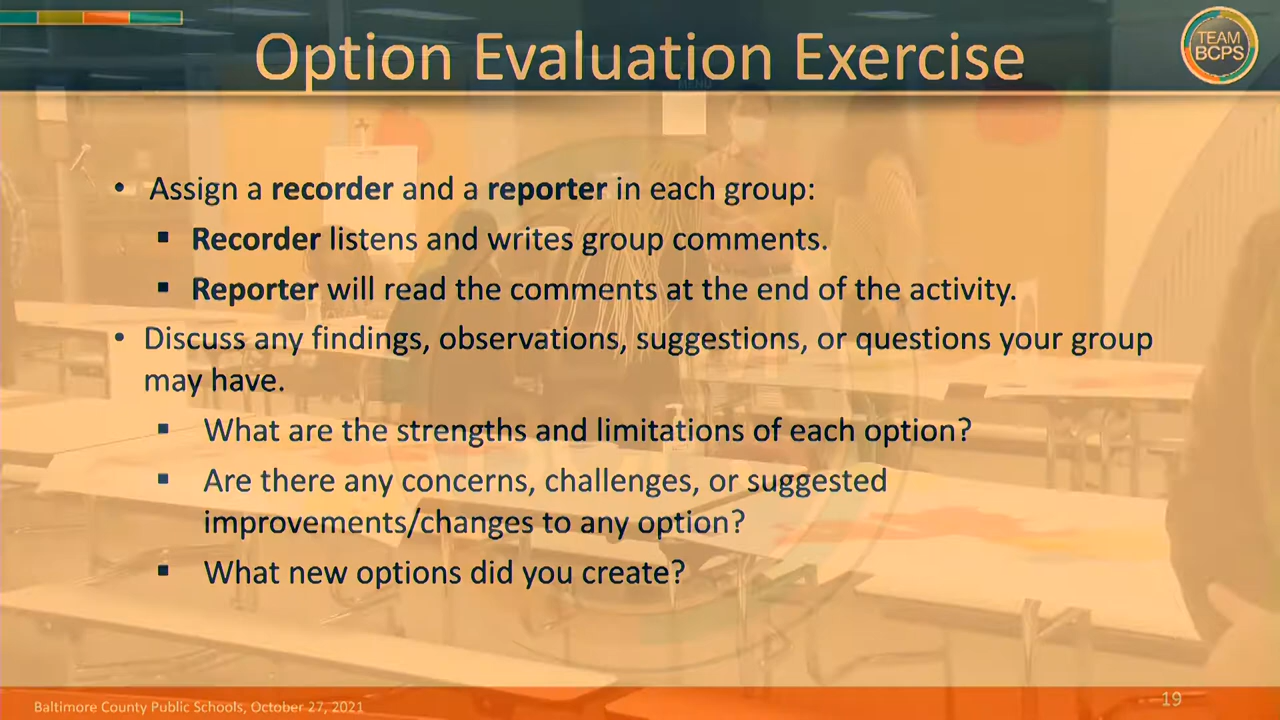 Option Evaluation Exercise
TEAM
BCPS
MENU
• Assign a recorder and a reporter in each group:
▪ Recorder listens and writes group comments.
▪ Reporter will read the comments at the end of the activity.
• Discuss any findings, observations, suggestions, or questions your group
may have.
▪ What are the strengths and limitations of each option?
▪ Are there any concerns, challenges, or suggested
improvements/changes to any option?
▪ What new options did you create?
Baltimore County Public Schools, October 27, 2021
19